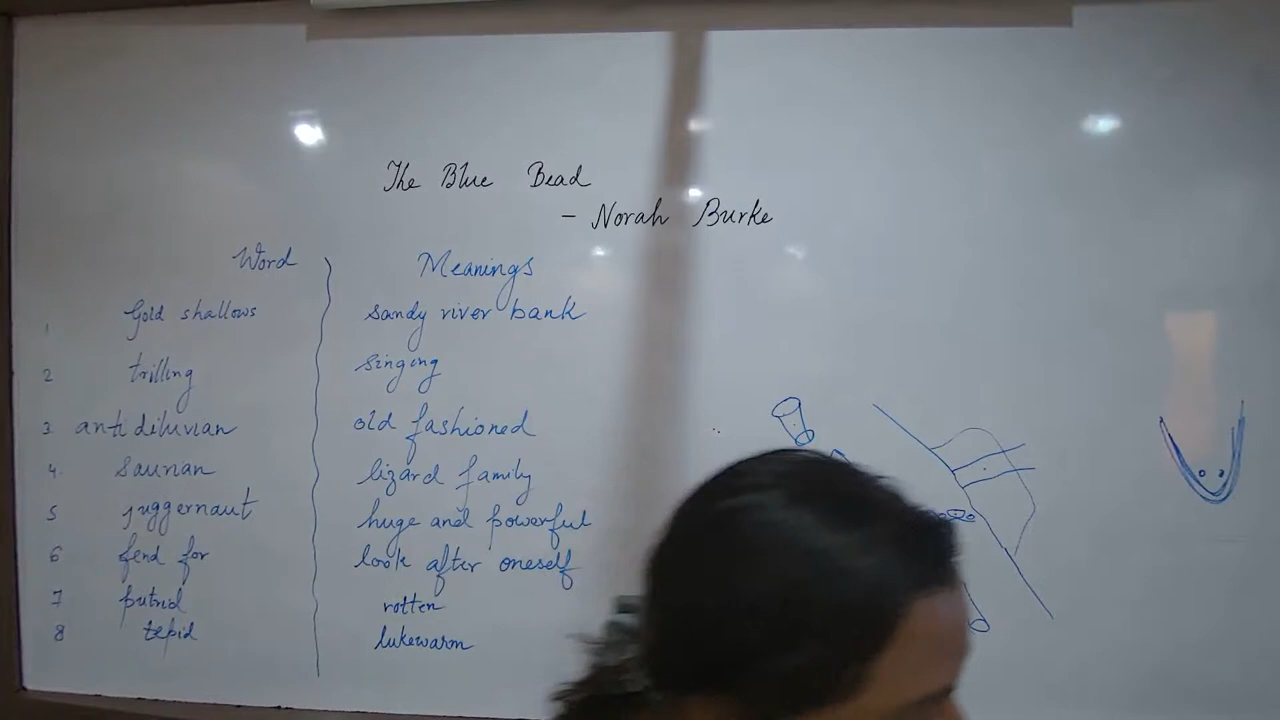 The Blue Bead
- Norah Burke
Word Meanings
1 Gold shallows sandy river bank
2 trilling singing
3 antidiluvian old fashioned
4 Saurian lizard family
5 juggernaut huge and powerful
6 fend for look after oneself
7 putrid rotten
8 tepid lukewarm